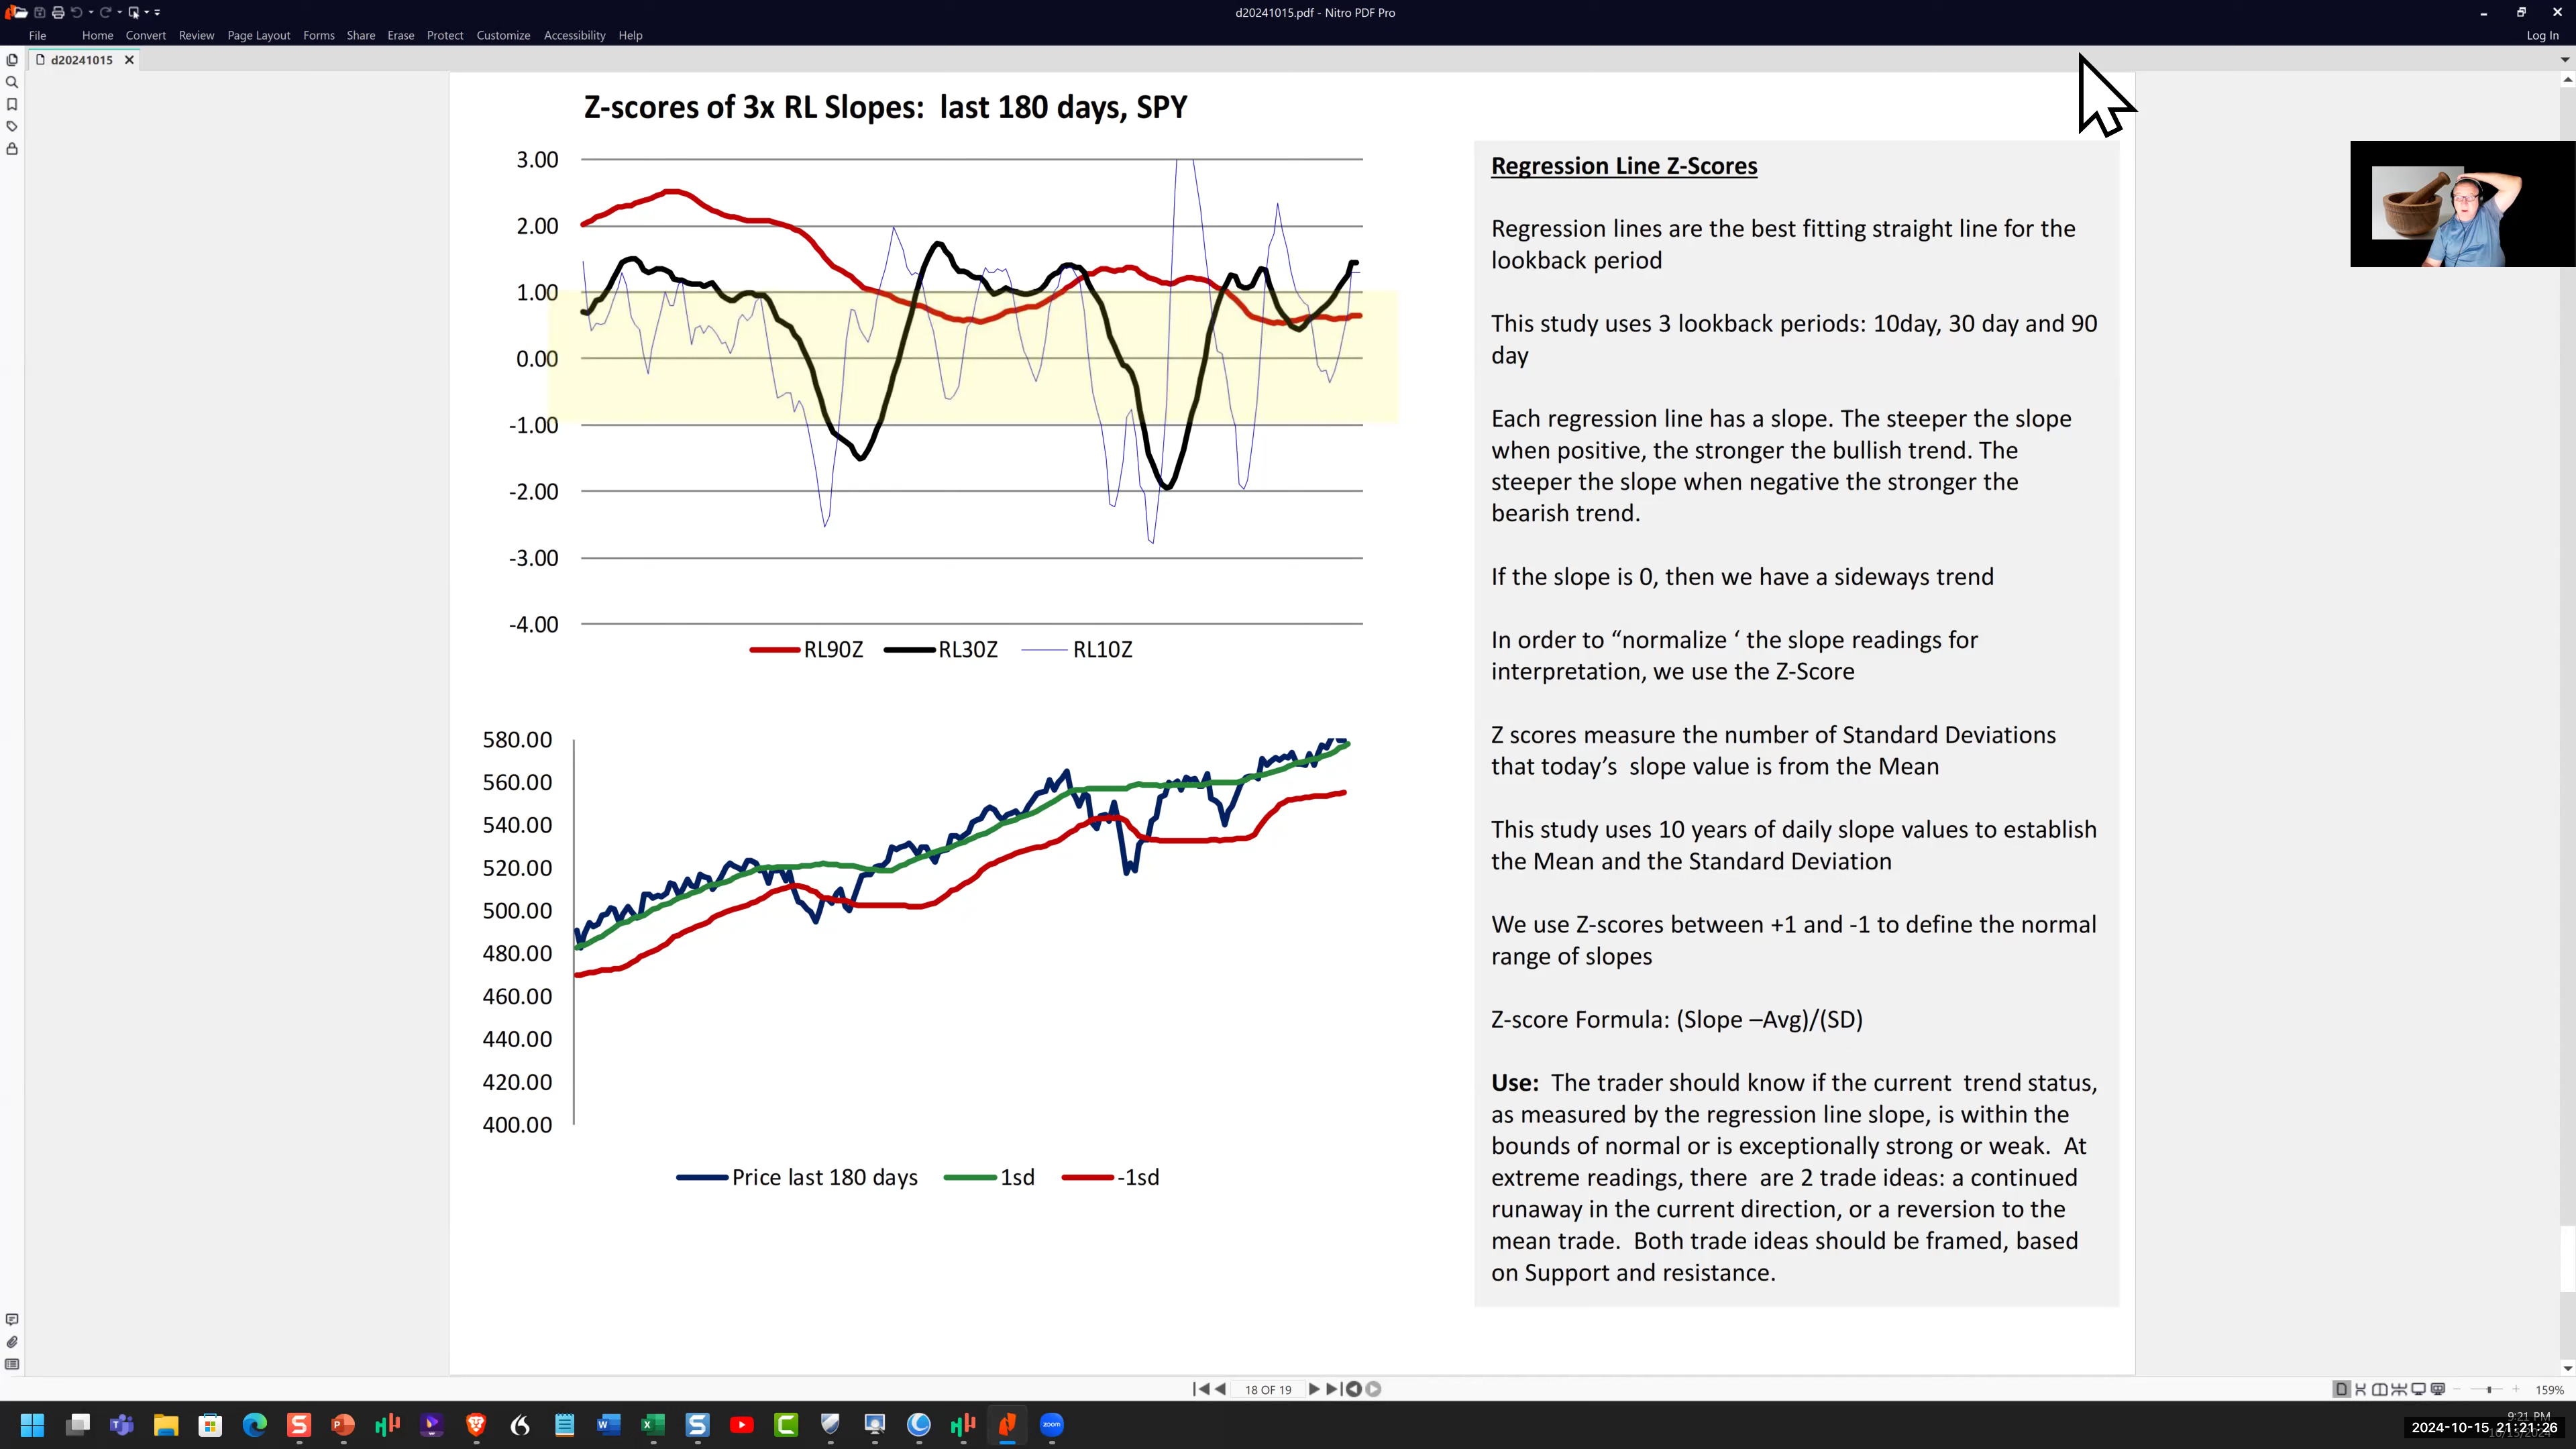 d20241015.pdf - Nitro PDF Pro
File Home Convert Review Page Layout Forms Share Erase Protect Customize Accessibility Help Log In
d20241015
Z-scores of 3x RL Slopes: last 180 days, SPY
3.00
2.00
1.00
0.00
-1.00
-2.00
-3.00
-4.00
RL90Z RL30Z RL10Z
580.00
560.00
540.00
520.00
500.00
480.00
460.00
440.00
420.00
400.00
Price last 180 days 1sd -1sd
Regression Line Z-Scores
Regression lines are the best fitting straight line for the
lookback period
This study uses 3 lookback periods: 10day, 30 day and 90
day
Each regression line has a slope. The steeper the slope
when positive, the stronger the bullish trend. The
steeper the slope when negative the stronger the
bearish trend.
If the slope is 0, then we have a sideways trend
In order to “normalize ‘ the slope readings for
interpretation, we use the Z-Score
Z scores measure the number of Standard Deviations
that today’s slope value is from the Mean
This study uses 10 years of daily slope values to establish
the Mean and the Standard Deviation
We use Z-scores between +1 and -1 to define the normal
range of slopes
Z-score Formula: (Slope –Avg)/(SD)
Use: The trader should know if the current trend status,
as measured by the regression line slope, is within the
bounds of normal or is exceptionally strong or weak. At
extreme readings, there are 2 trade ideas: a continued
runaway in the current direction, or a reversion to the
mean trade. Both trade ideas should be framed, based
on Support and resistance.
18 OF 19
159%
zoom
9:21 PM
2024-10-15 21:21:26